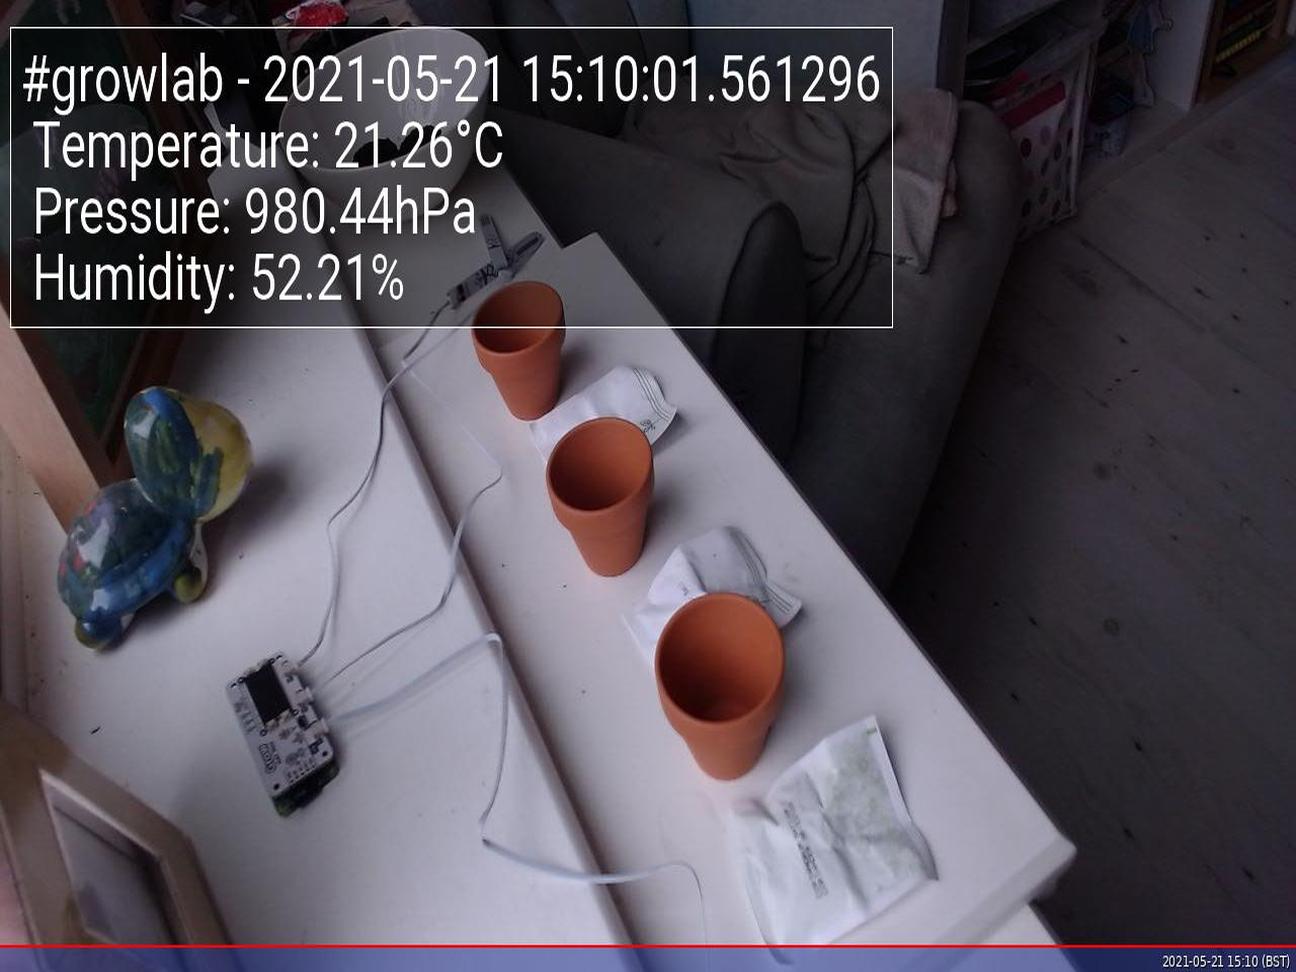 #growlab - 2021-05-21 15:10:01.561296
Temperature: 21.26°C
Pressure: 980.44hPa
Humidity: 52.21%
2021-05-21 15:10 (BST)